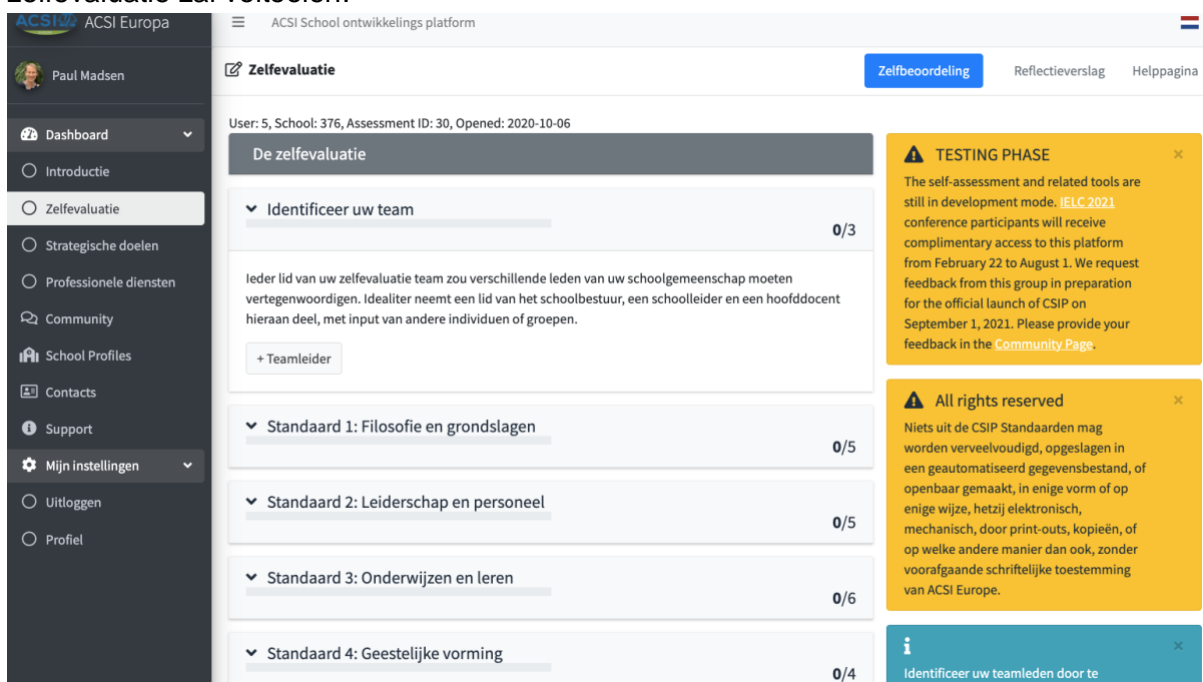 zelfevaluatie zal voltooien.
ACSI ACSI Europa
ACSI School ontwikkelings platform
Paul Madsen
Zelfevaluatie
Zelfbeoordeling
Reflectieverslag
Helppagina
Dashboard
Introductie
Zelfevaluatie
Strategische doelen
Professionele diensten
Community
School Profiles
Contacts
Support
Mijn instellingen
Uitloggen
Profiel
User: 5, School: 376, Assessment ID: 30, Opened: 2020-10-06
De zelfevaluatie
Identificeer uw team
0/3
Ieder lid van uw zelfevaluatie team zou verschillende leden van uw schoolgemeenschap moeten
vertegenwoordigen. Idealiter neemt een lid van het schoolbestuur, een schoolleider en een hoofddocent
hieraan deel, met input van andere individuen of groepen.
+ Teamleider
Standaard 1: Filosofie en grondslagen
0/5
Standaard 2: Leiderschap en personeel
0/5
Standaard 3: Onderwijzen en leren
0/6
Standaard 4: Geestelijke vorming
0/4
TESTING PHASE ×
The self-assessment and related tools are
still in development mode. IELC 2021
conference participants will receive
complimentary access to this platform
from February 22 to August 1. We request
feedback from this group in preparation
for the official launch of CSIP on
September 1, 2021. Please provide your
feedback in the Community Page.
All rights reserved ×
Niets uit de CSIP Standaarden mag
worden verveelvoudigd, opgeslagen in
een geautomatiseerd gegevensbestand, of
openbaar gemaakt, in enige vorm of op
enige wijze, hetzij elektronisch,
mechanisch, door print-outs, kopieën, of
op welke andere manier dan ook, zonder
voorafgaande schriftelijke toestemming
van ACSI Europe.
×
Identificeer uw teamleden door te